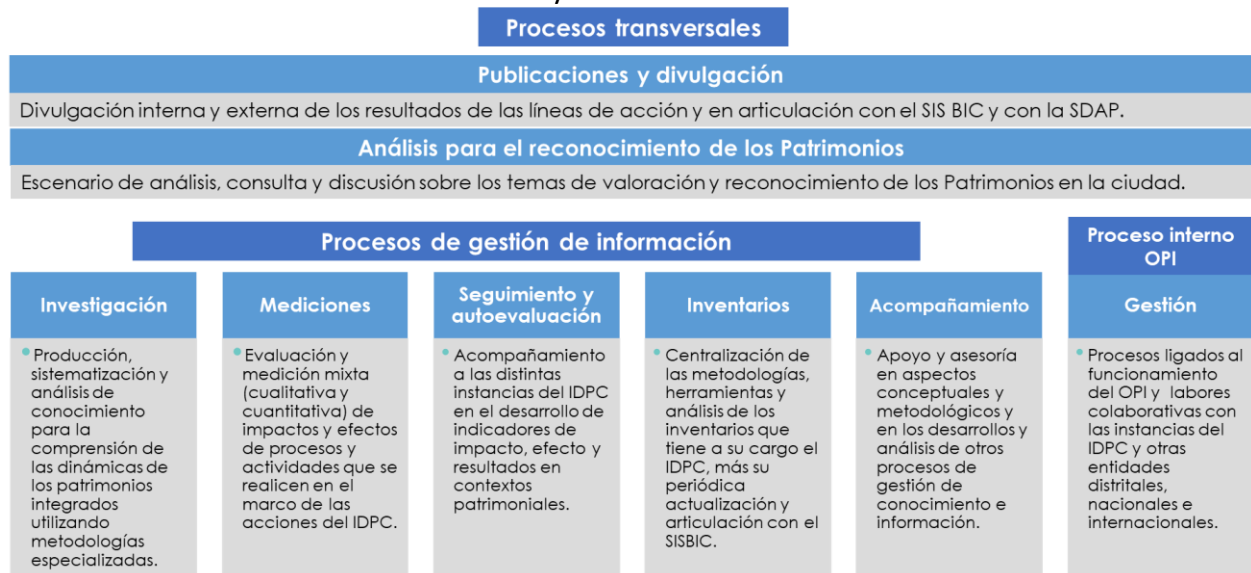 Procesos transversales
Publicaciones y divulgación
Divulgación interna y externa de los resultados de las líneas de acción y en articulación con el SIS BIC y con la SDAP.
Análisis para el reconocimiento de los Patrimonios
Escenario de análisis, consulta y discusión sobre los temas de valoración y reconocimiento de los Patrimonios en la ciudad.
Procesos de gestión de información
Investigación
• Producción,
sistematización y
análisis de
conocimiento
para la
comprensión de
las dinámicas de
los patrimonios
integrados
utilizando
metodologías
especializadas.
Mediciones
• Evaluación y
medición mixta
(cualitativa y
cuantitativa) de
impactos y efectos
de procesos y
actividades que se
realicen en el
marco de las
acciones del IDPC.
Seguimiento y
autoevaluación
• Acompañamiento
a las distintas
instancias del IDPC
en el desarrollo de
indicadores de
impacto, efecto y
resultados en
contextos
patrimoniales.
Inventarios
• Centralización de
las metodologías,
herramientas y
análisis de los
inventarios que
tiene a su cargo el
IDPC, más su
periódica
actualización y
articulación con el
SISBIC.
Acompañamiento
• Apoyo y asesoría
en aspectos
conceptuales y
metodológicos y
en los desarrollos y
análisis de otros
procesos de
gestión de
conocimiento e
información.
Proceso interno
OPI
Gestión
• Procesos ligados al
funcionamiento
del OPI y labores
colaborativas con
las instancias del
IDPC y otras
entidades
distritales,
nacionales e
internacionales.